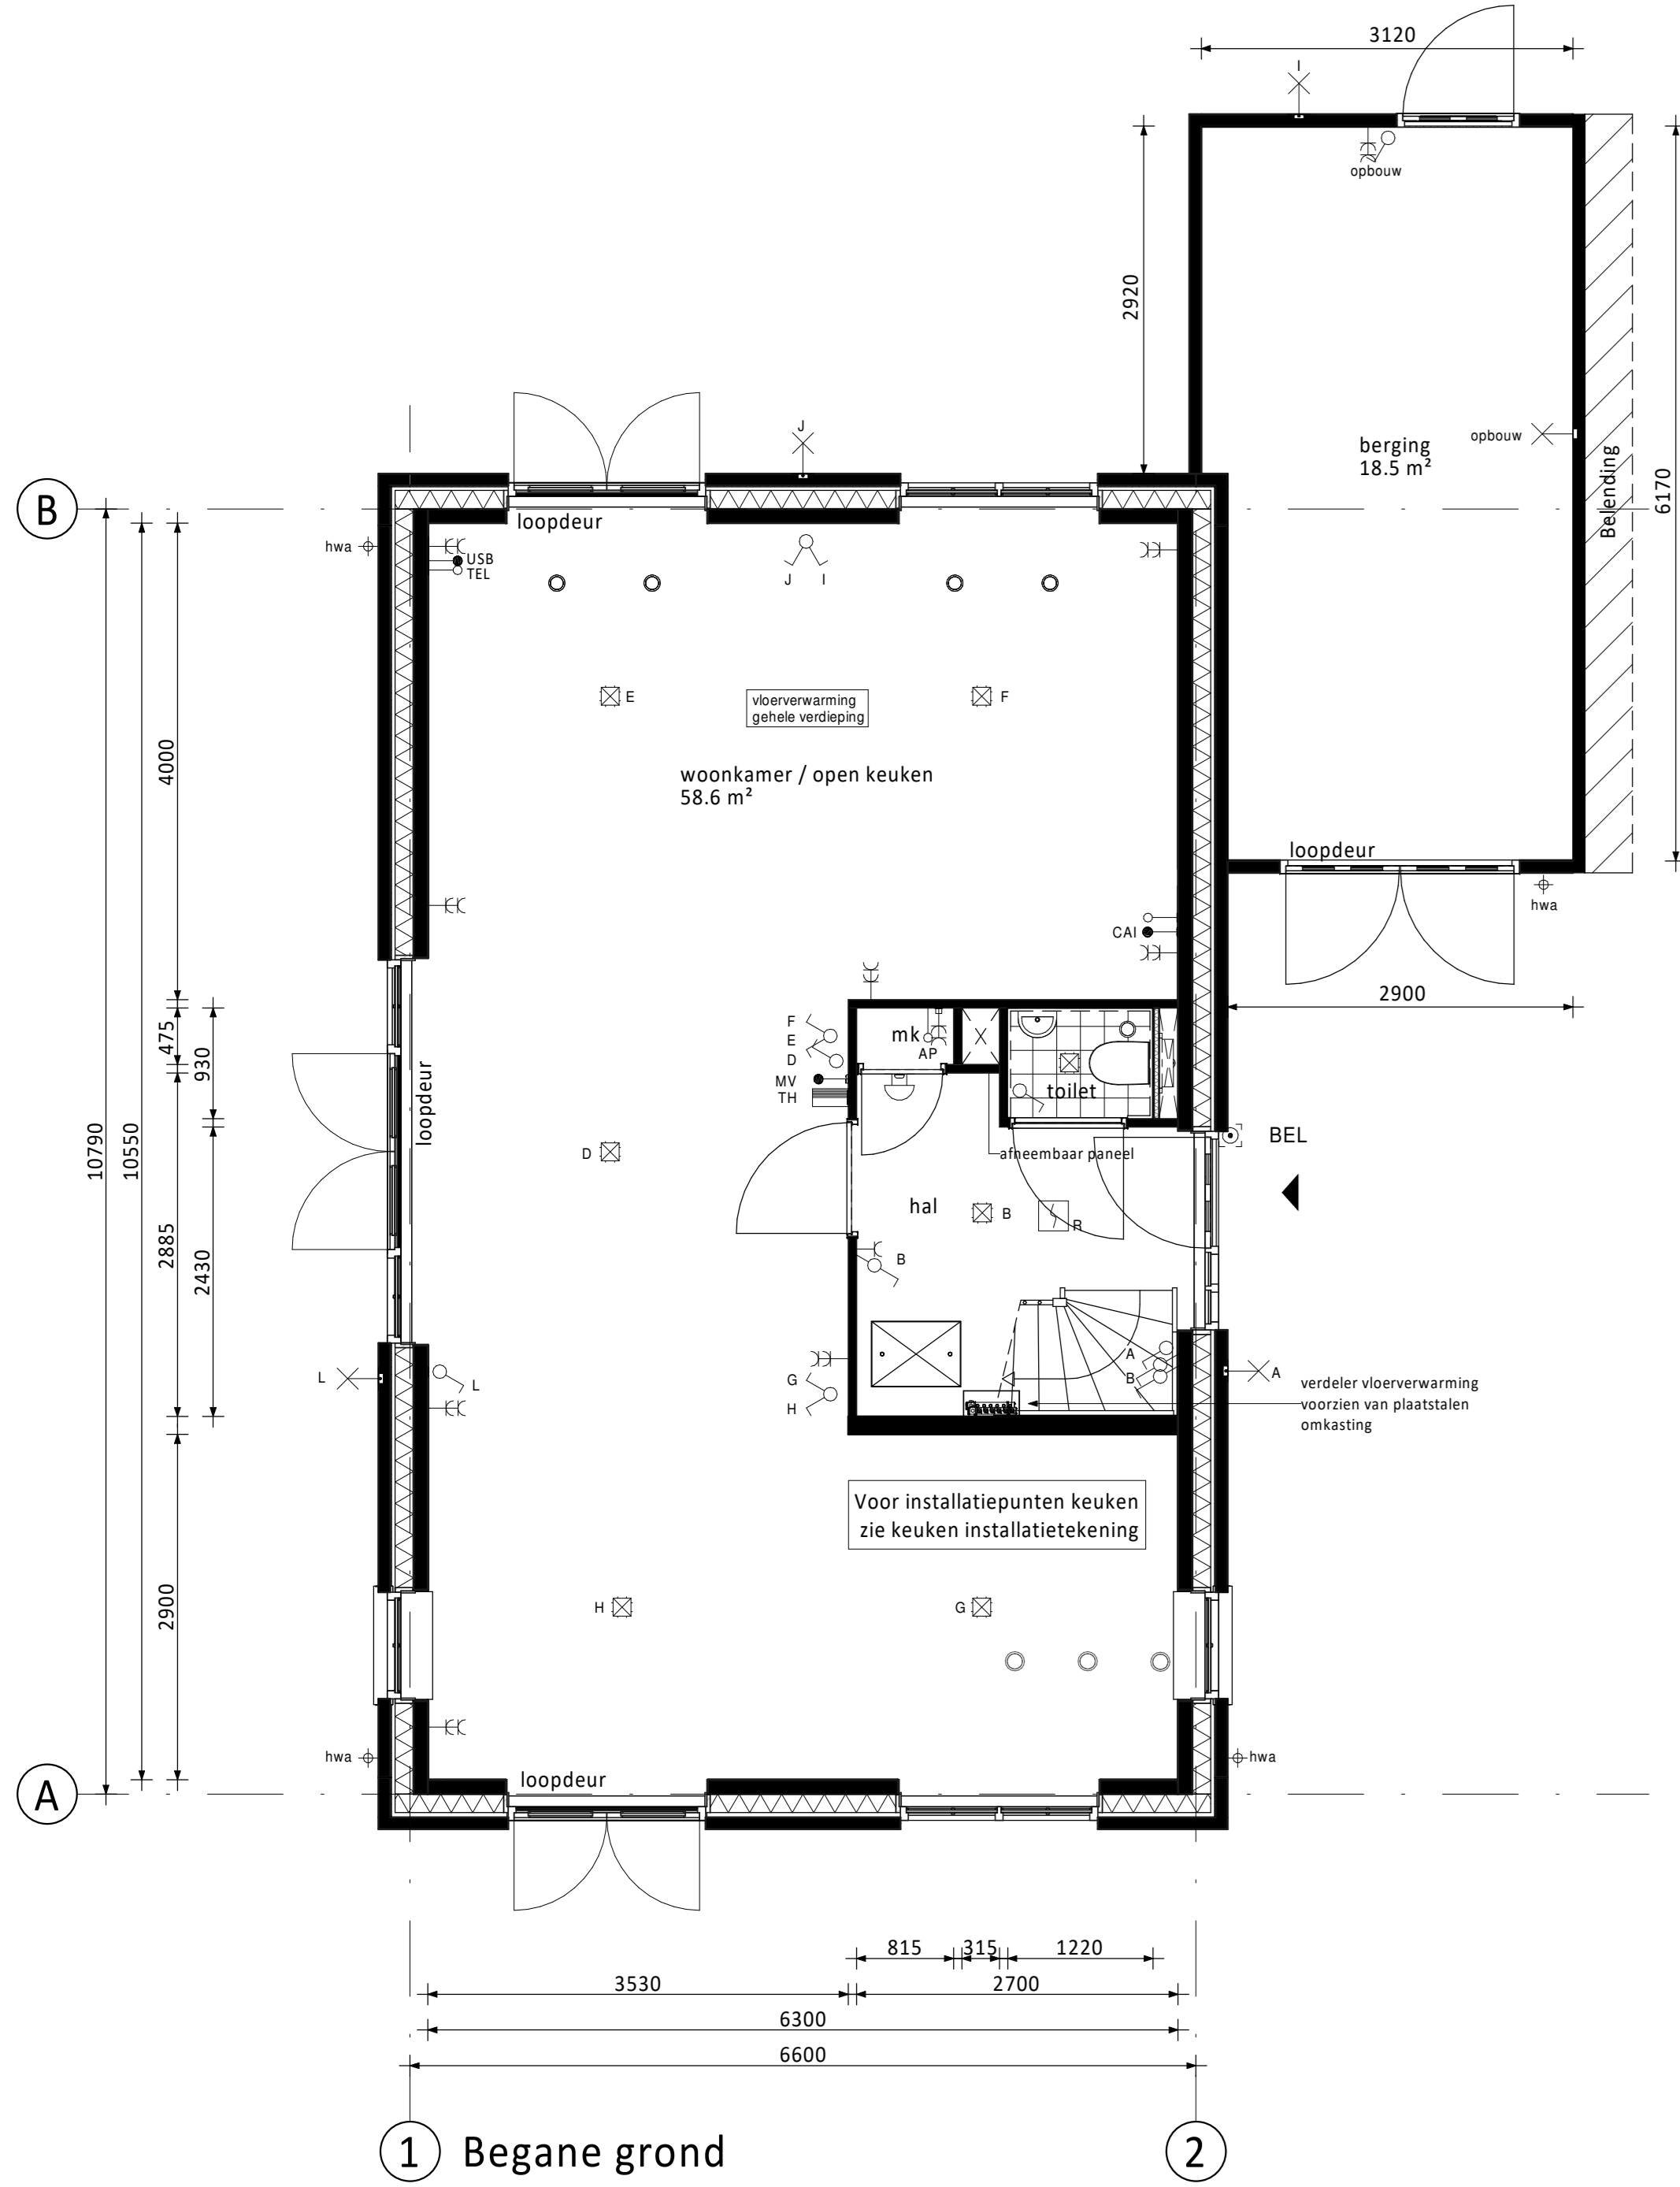 3120
I
opbouw
2920
berging
18.5 m²
opbouw
Belending
6170
J
B
loopdeur
hwa
USB
TEL
J
I
E
vloerverwarming
gehele verdieping
F
4000
woonkamer / open keuken
58.6 m²
loopdeur
hwa
CAI
2900
475
930
F
E
D
MV
TH
mk
AP
toilet
loopdeur
10790
10550
BEL
afneembaar paneel
D
hal
B
R
2885
2430
B
L
L
G
H
A
B
A
verdeler vloerverwarming
voorzien van plaatstalen
omkasting
Voor installatiepunten keuken
zie keuken installatietekening
2900
H
G
hwa
hwa
loopdeur
A
815
315
1220
3530
2700
6300
6600
1
Begane grond
2